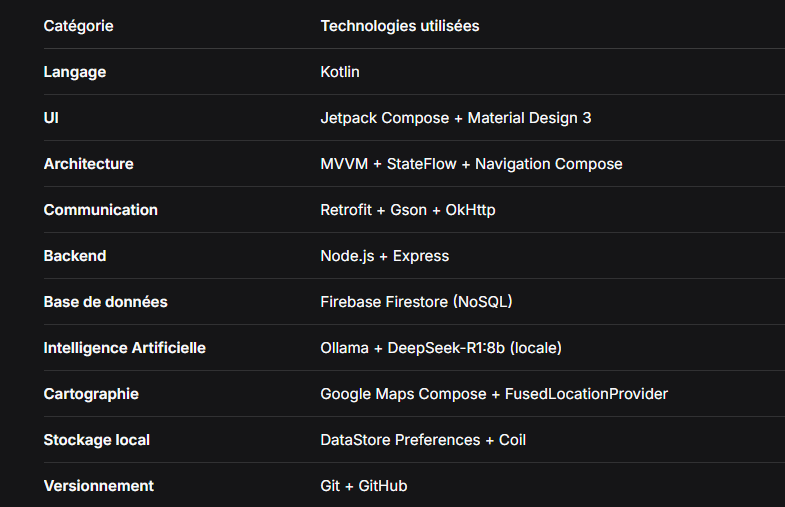 Catégorie Technologies utilisées
Langage Kotlin
UI Jetpack Compose + Material Design 3
Architecture MVVM + StateFlow + Navigation Compose
Communication Retrofit + Gson + OkHttp
Backend Node.js + Express
Base de données Firebase Firestore (NoSQL)
Intelligence Artificielle Ollama + DeepSeek-R1:8b (locale)
Cartographie Google Maps Compose + FusedLocationProvider
Stockage local DataStore Preferences + Coil
Versionnement Git + GitHub